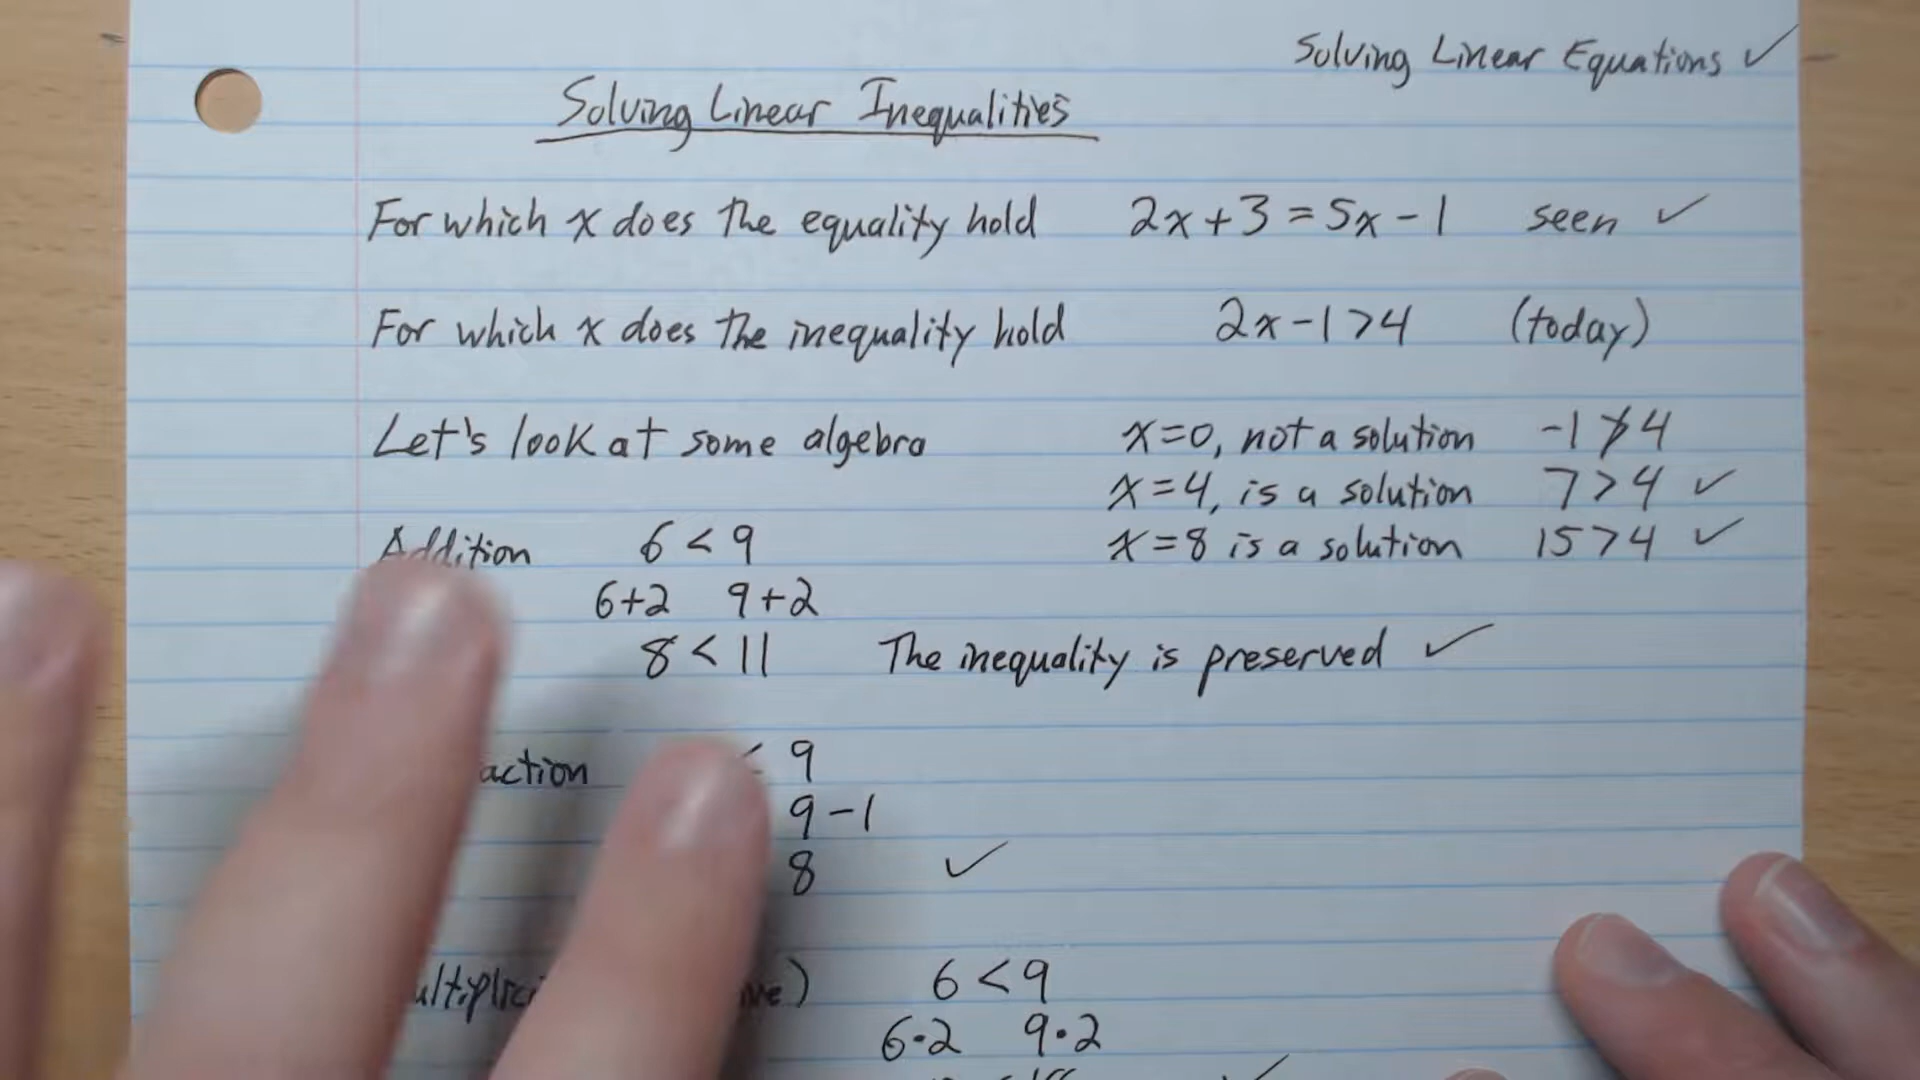 Solving Linear Equations ✓
Solving Linear Inequalities
For which x does the equality hold 2x+3=5x-1 seen ✓
For which x does the inequality hold 2x-1>4 (today)
Let's look at some algebra x=0, not a solution -1≯4
x=4, is a solution 7>4 ✓
Addition 6<9 x=8 is a solution 15>4 ✓
6+2 9+2
8<11 The inequality is preserved ✓
action < 9
9-1
8 ✓
6<9
6·2 9·2